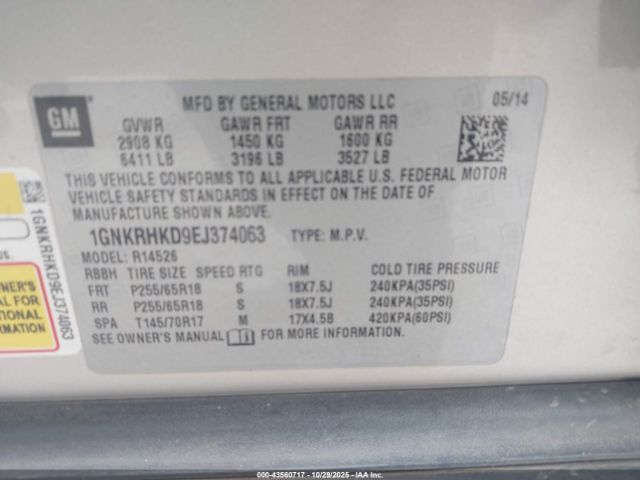 GM
MFD BY GENERAL MOTORS LLC 05/14
GVWR GAWR FRT GAWR RR
2908 KG 1450 KG 1600 KG
6411 LB 3196 LB 3527 LB
THIS VEHICLE CONFORMS TO ALL APPLICABLE U.S. FEDERAL MOTOR
VEHICLE SAFETY STANDARDS IN EFFECT ON THE DATE OF
MANUFACTURE SHOWN ABOVE.
1GNKRHKD9EJ374063 TYPE: M.P.V.
MODEL: R14526
RBBH TIRE SIZE SPEED RTG RIM COLD TIRE PRESSURE
FRT P255/65R18 S 18X7.5J 240KPA(35PSI)
RR P255/65R18 S 18X7.5J 240KPA(35PSI)
SPA T145/70R17 M 17X4.5B 420KPA(60PSI)
SEE OWNER'S MANUAL FOR MORE INFORMATION.
1GNKRHKD9EJ374063
MATION
000-43560717 - 10/29/2025 - IAA Inc.